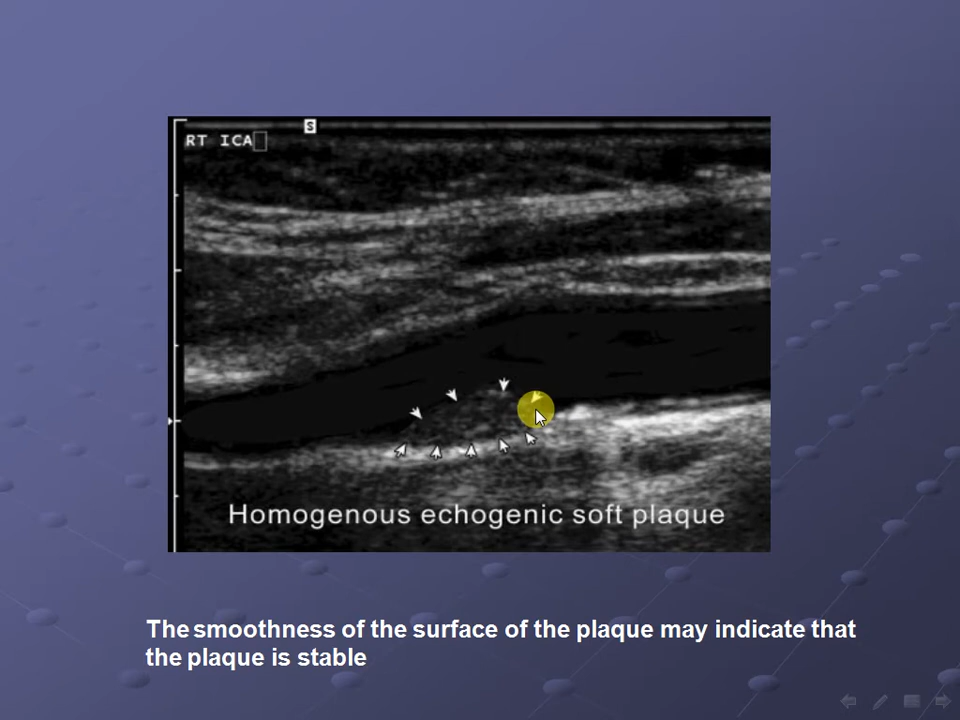 S
RT ICA
Homogenous echogenic soft plaque
The smoothness of the surface of the plaque may indicate that
the plaque is stable